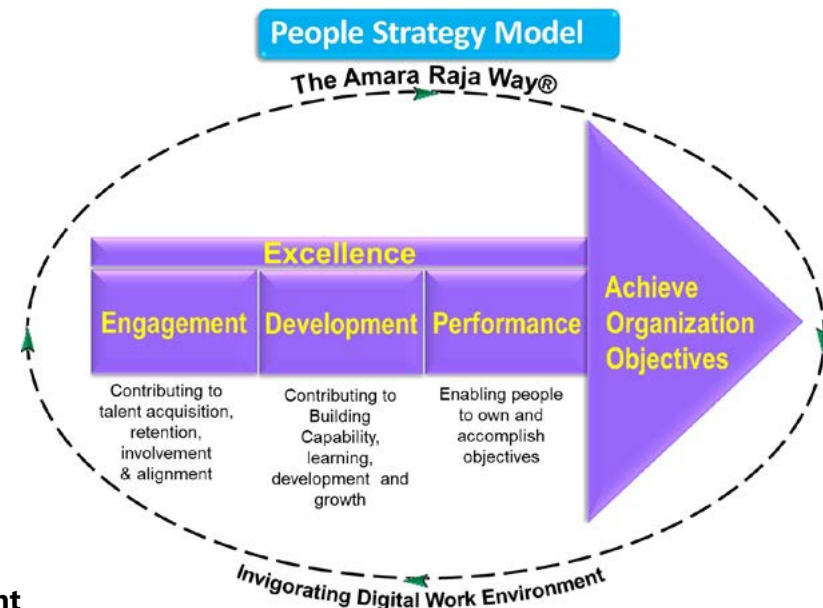 People Strategy Model
The Amara Raja Way®
Excellence
Engagement
Development
Performance
Achieve
Organization
Objectives
Contributing to
talent acquisition,
retention,
involvement
& alignment
Contributing to
Building
Capability,
learning,
development and
growth
Enabling people
to own and
accomplish
objectives
Invigorating Digital Work Environment
nt